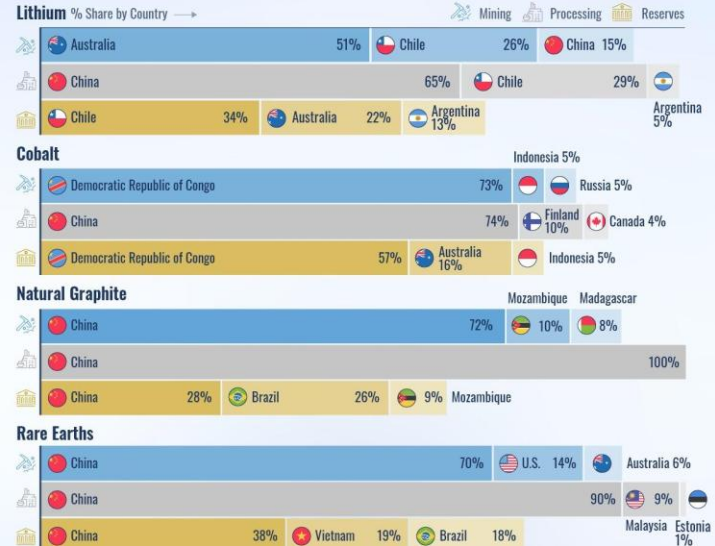 Lithium % Share by Country → Mining Processing Reserves
Australia 51% Chile 26% China 15%
China 65% Chile 29%
Argentina
5%
Chile 34% Australia 22% Argentina
13%
Cobalt
Indonesia 5%
Democratic Republic of Congo 73% Russia 5%
China 74% Finland
10% Canada 4%
Democratic Republic of Congo 57% Australia
16% Indonesia 5%
Natural Graphite
Mozambique Madagascar
China 72% 10% 8%
China 100%
China 28% Brazil 26% 9% Mozambique
Rare Earths
China 70% U.S. 14% Australia 6%
China 90% 9%
Malaysia Estonia
1%
China 38% Vietnam 19% Brazil 18%